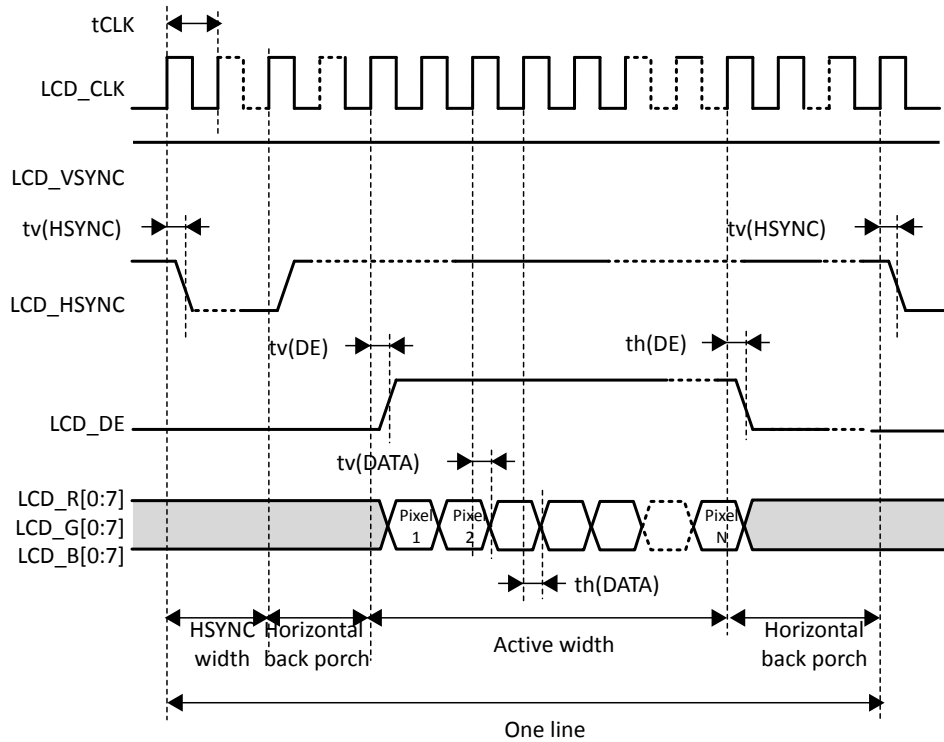 tCLK
LCD_CLK
LCD_VSYNC
tv(HSYNC)
tv(HSYNC)
LCD_HSYNC
tv(DE)
th(DE)
LCD_DE
tv(DATA)
LCD_R[0:7]
LCD_G[0:7]
LCD_B[0:7]
Pixel
1
Pixel
2
Pixel
N
th(DATA)
HSYNC
width
Horizontal
back porch
Active width
Horizontal
back porch
One line